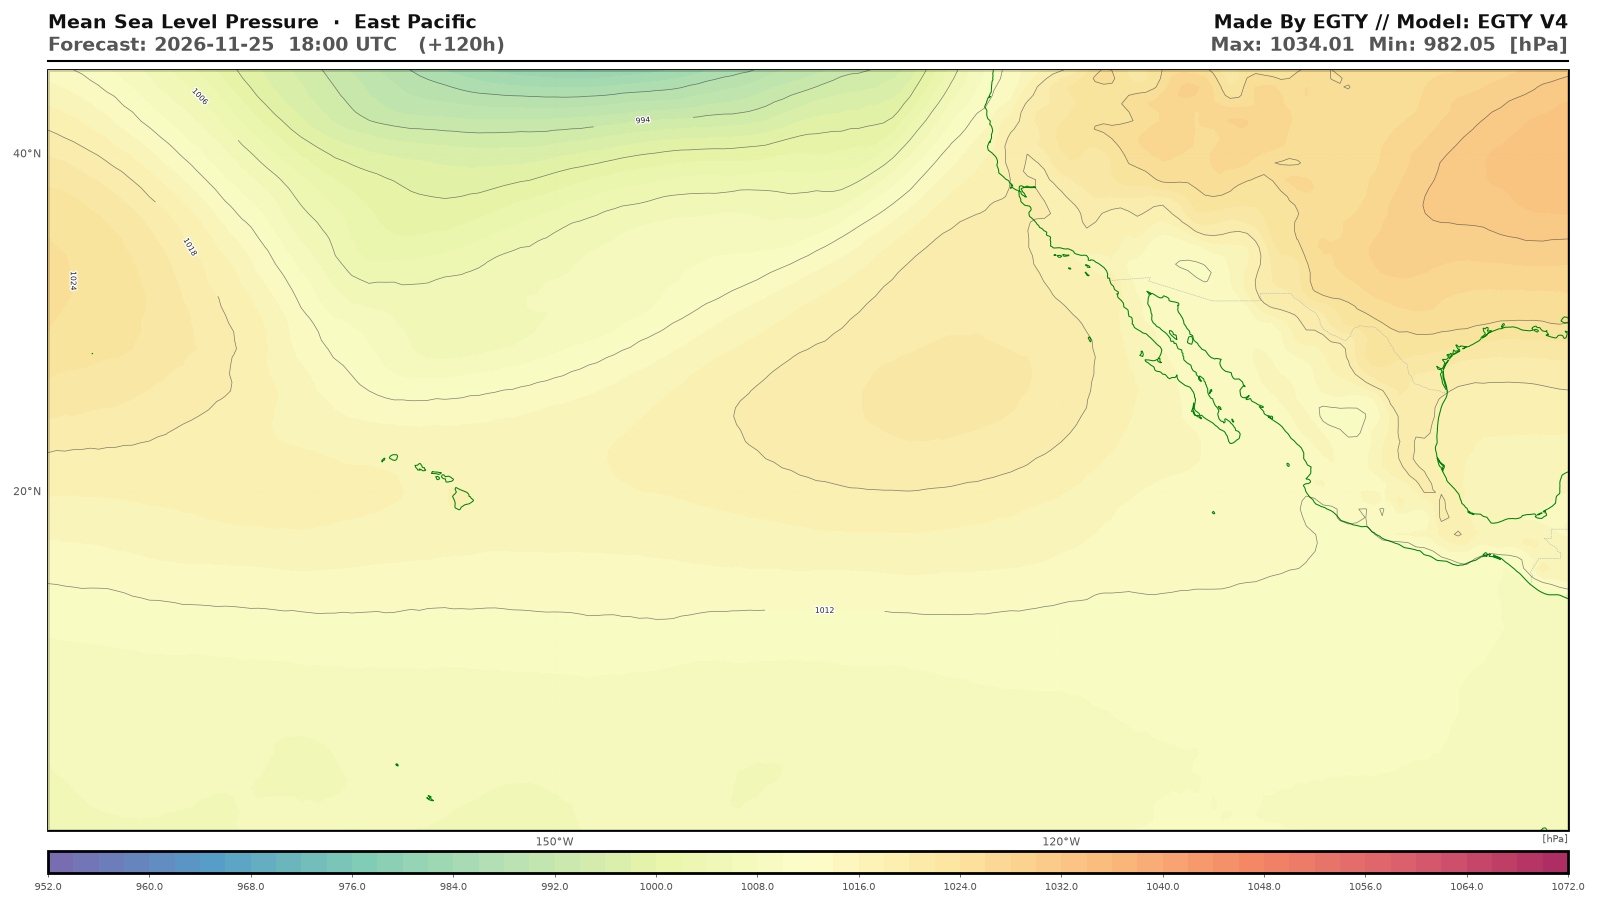 Mean Sea Level Pressure · East Pacific
Made By EGTY // Model: EGTY V4
Forecast: 2026-11-25 18:00 UTC (+120h)
Max: 1034.01 Min: 982.05 [hPa]
1006
994
40°N
1018
1024
20°N
1012
150°W
120°W
[hPa]
952.0 960.0 968.0 976.0 984.0 992.0 1000.0 1008.0 1016.0 1024.0 1032.0 1040.0 1048.0 1056.0 1064.0 1072.0